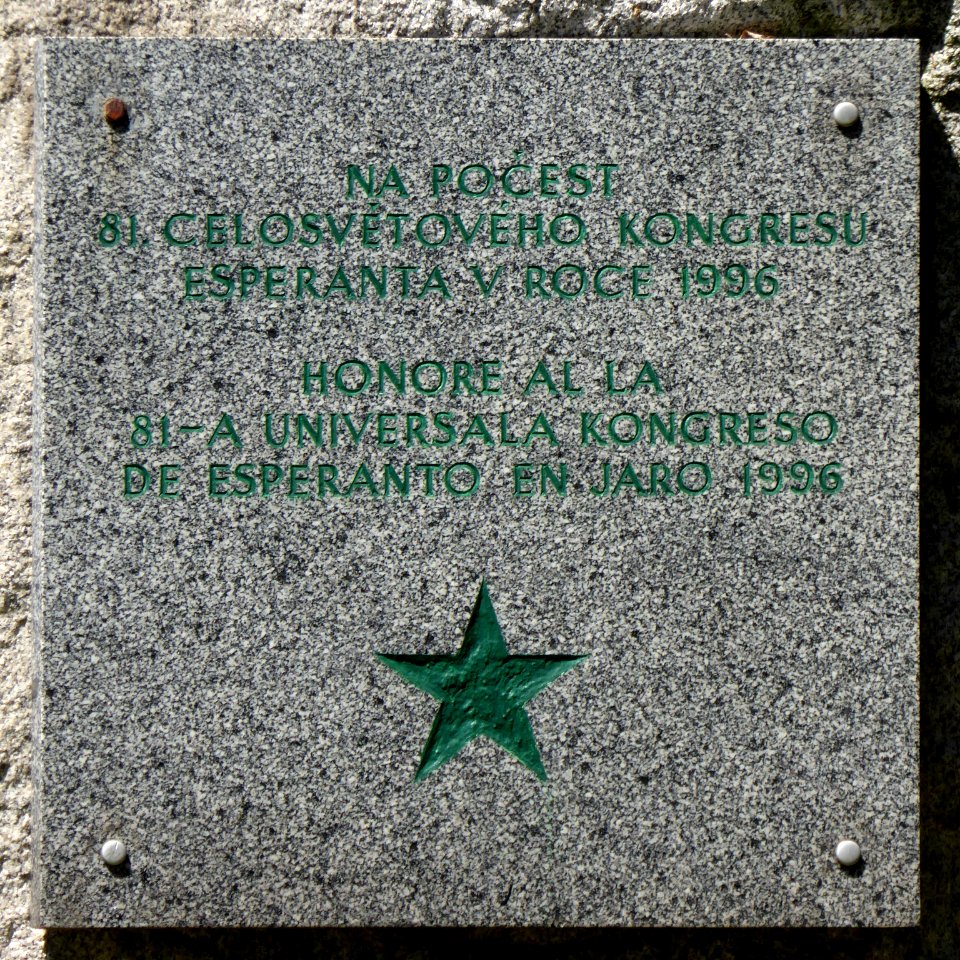 NA POČEST
81. CELOSVĚTOVÉHO KONGRESU
ESPERANTA V ROCE 1996
HONORE AL LA
81-A UNIVERSALA KONGRESO
DE ESPERANTO EN JARO 1996